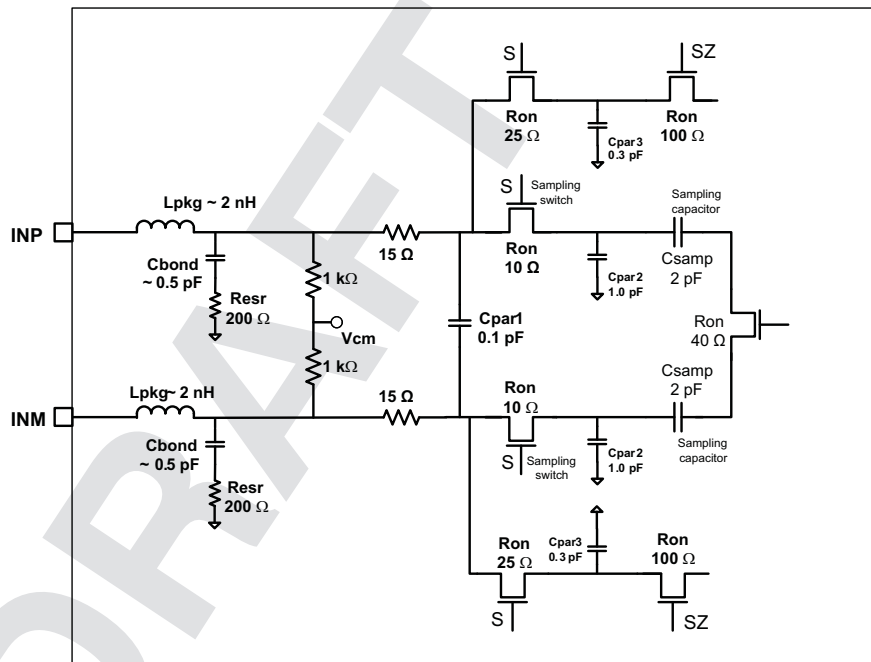 DRAFT
S
SZ
Ron
25 Ω
Cpar3
0.3 pF
Ron
100 Ω
S
Sampling
switch
Sampling
capacitor
Lpkg ~ 2 nH
INP
15 Ω
Ron
10 Ω
Cpar2
1.0 pF
Csamp
2 pF
Cbond
~ 0.5 pF
1 kΩ
Resr
200 Ω
Vcm
Cpar1
0.1 pF
Ron
40 Ω
1 kΩ
Lpkg~ 2 nH
15 Ω
Ron
10 Ω
Csamp
2 pF
INM
Cbond
~ 0.5 pF
S
Sampling
switch
Cpar2
1.0 pF
Sampling
capacitor
Resr
200 Ω
Ron
25 Ω
Cpar3
0.3 pF
Ron
100 Ω
S
SZ